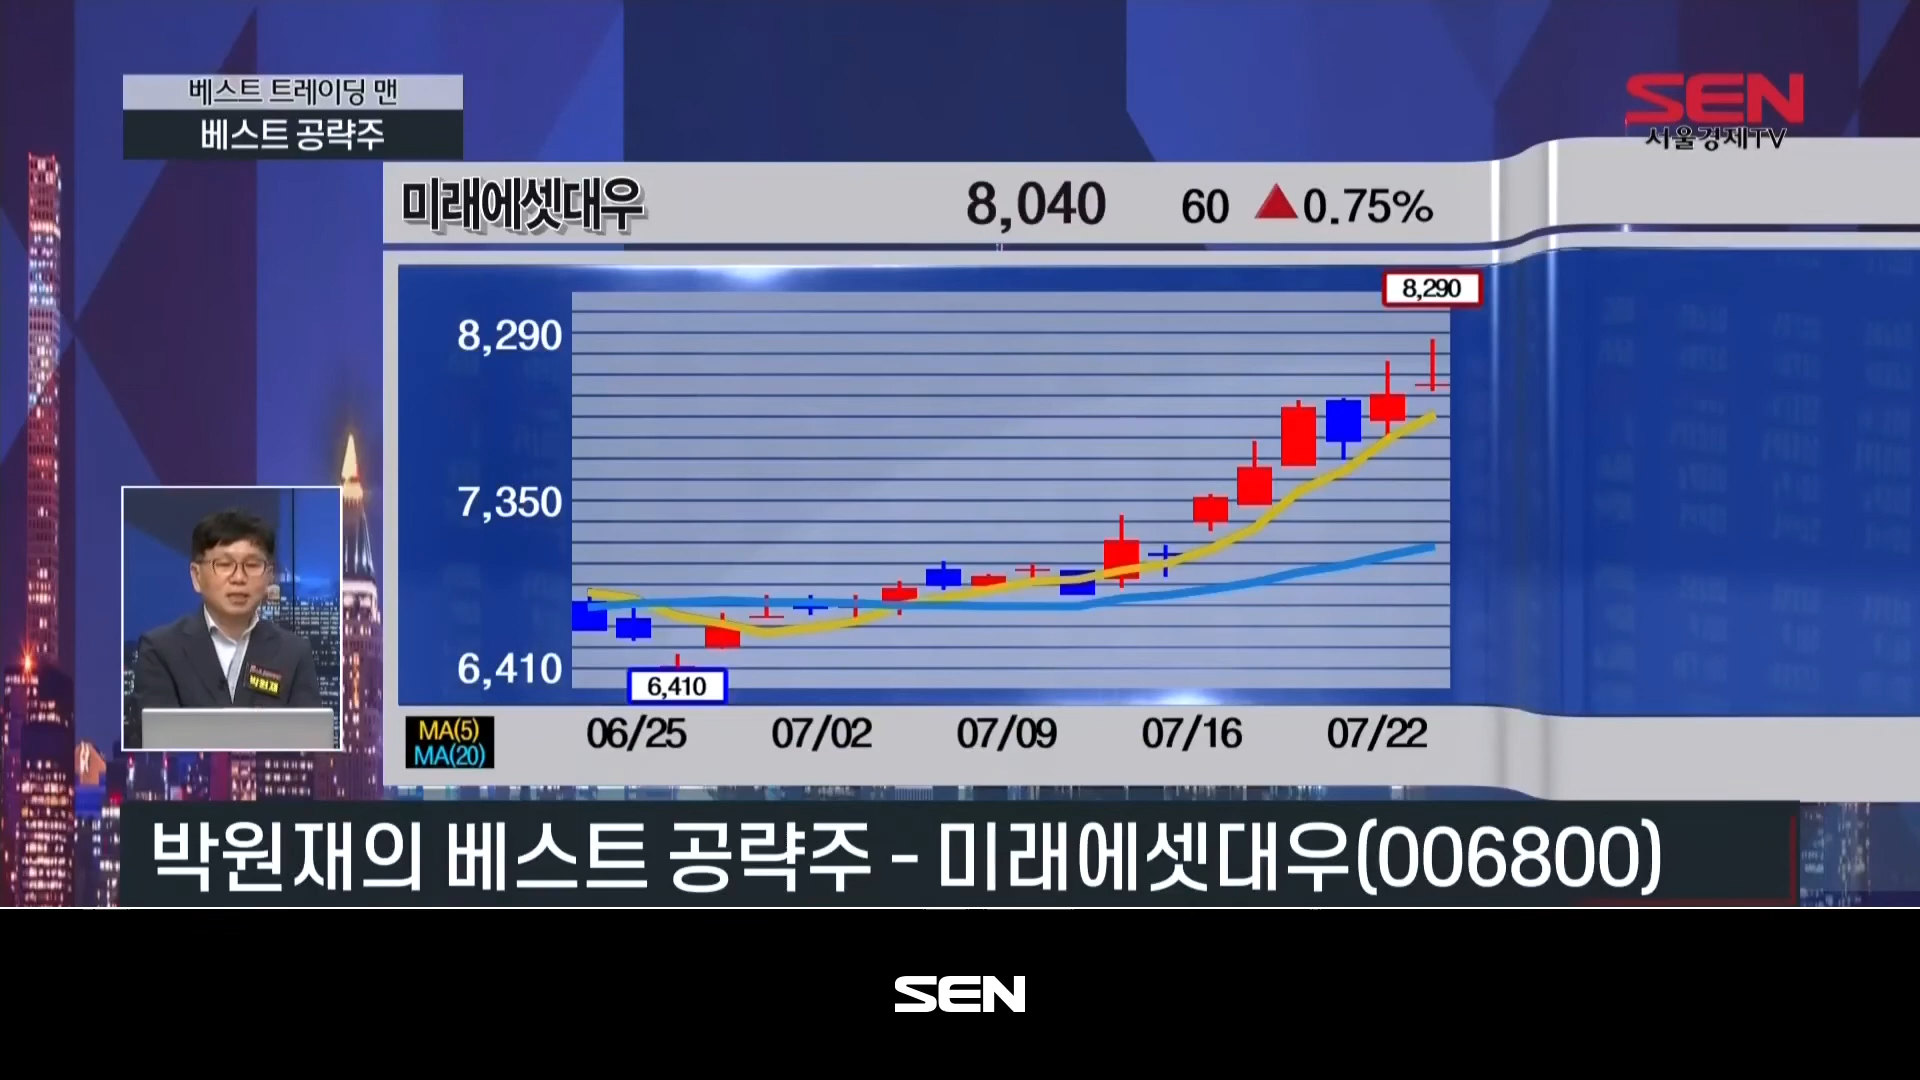 베스트 트레이딩 맨
베스트 공략주
SEN
서울경제TV
미래에셋대우 8,040 60 ▲0.75%
8,290
8,290
7,350
6,410
6,410
박원재
MA(5)
MA(20)
06/25 07/02 07/09 07/16 07/22
박원재의 베스트 공략주 - 미래에셋대우(006800)
SEN